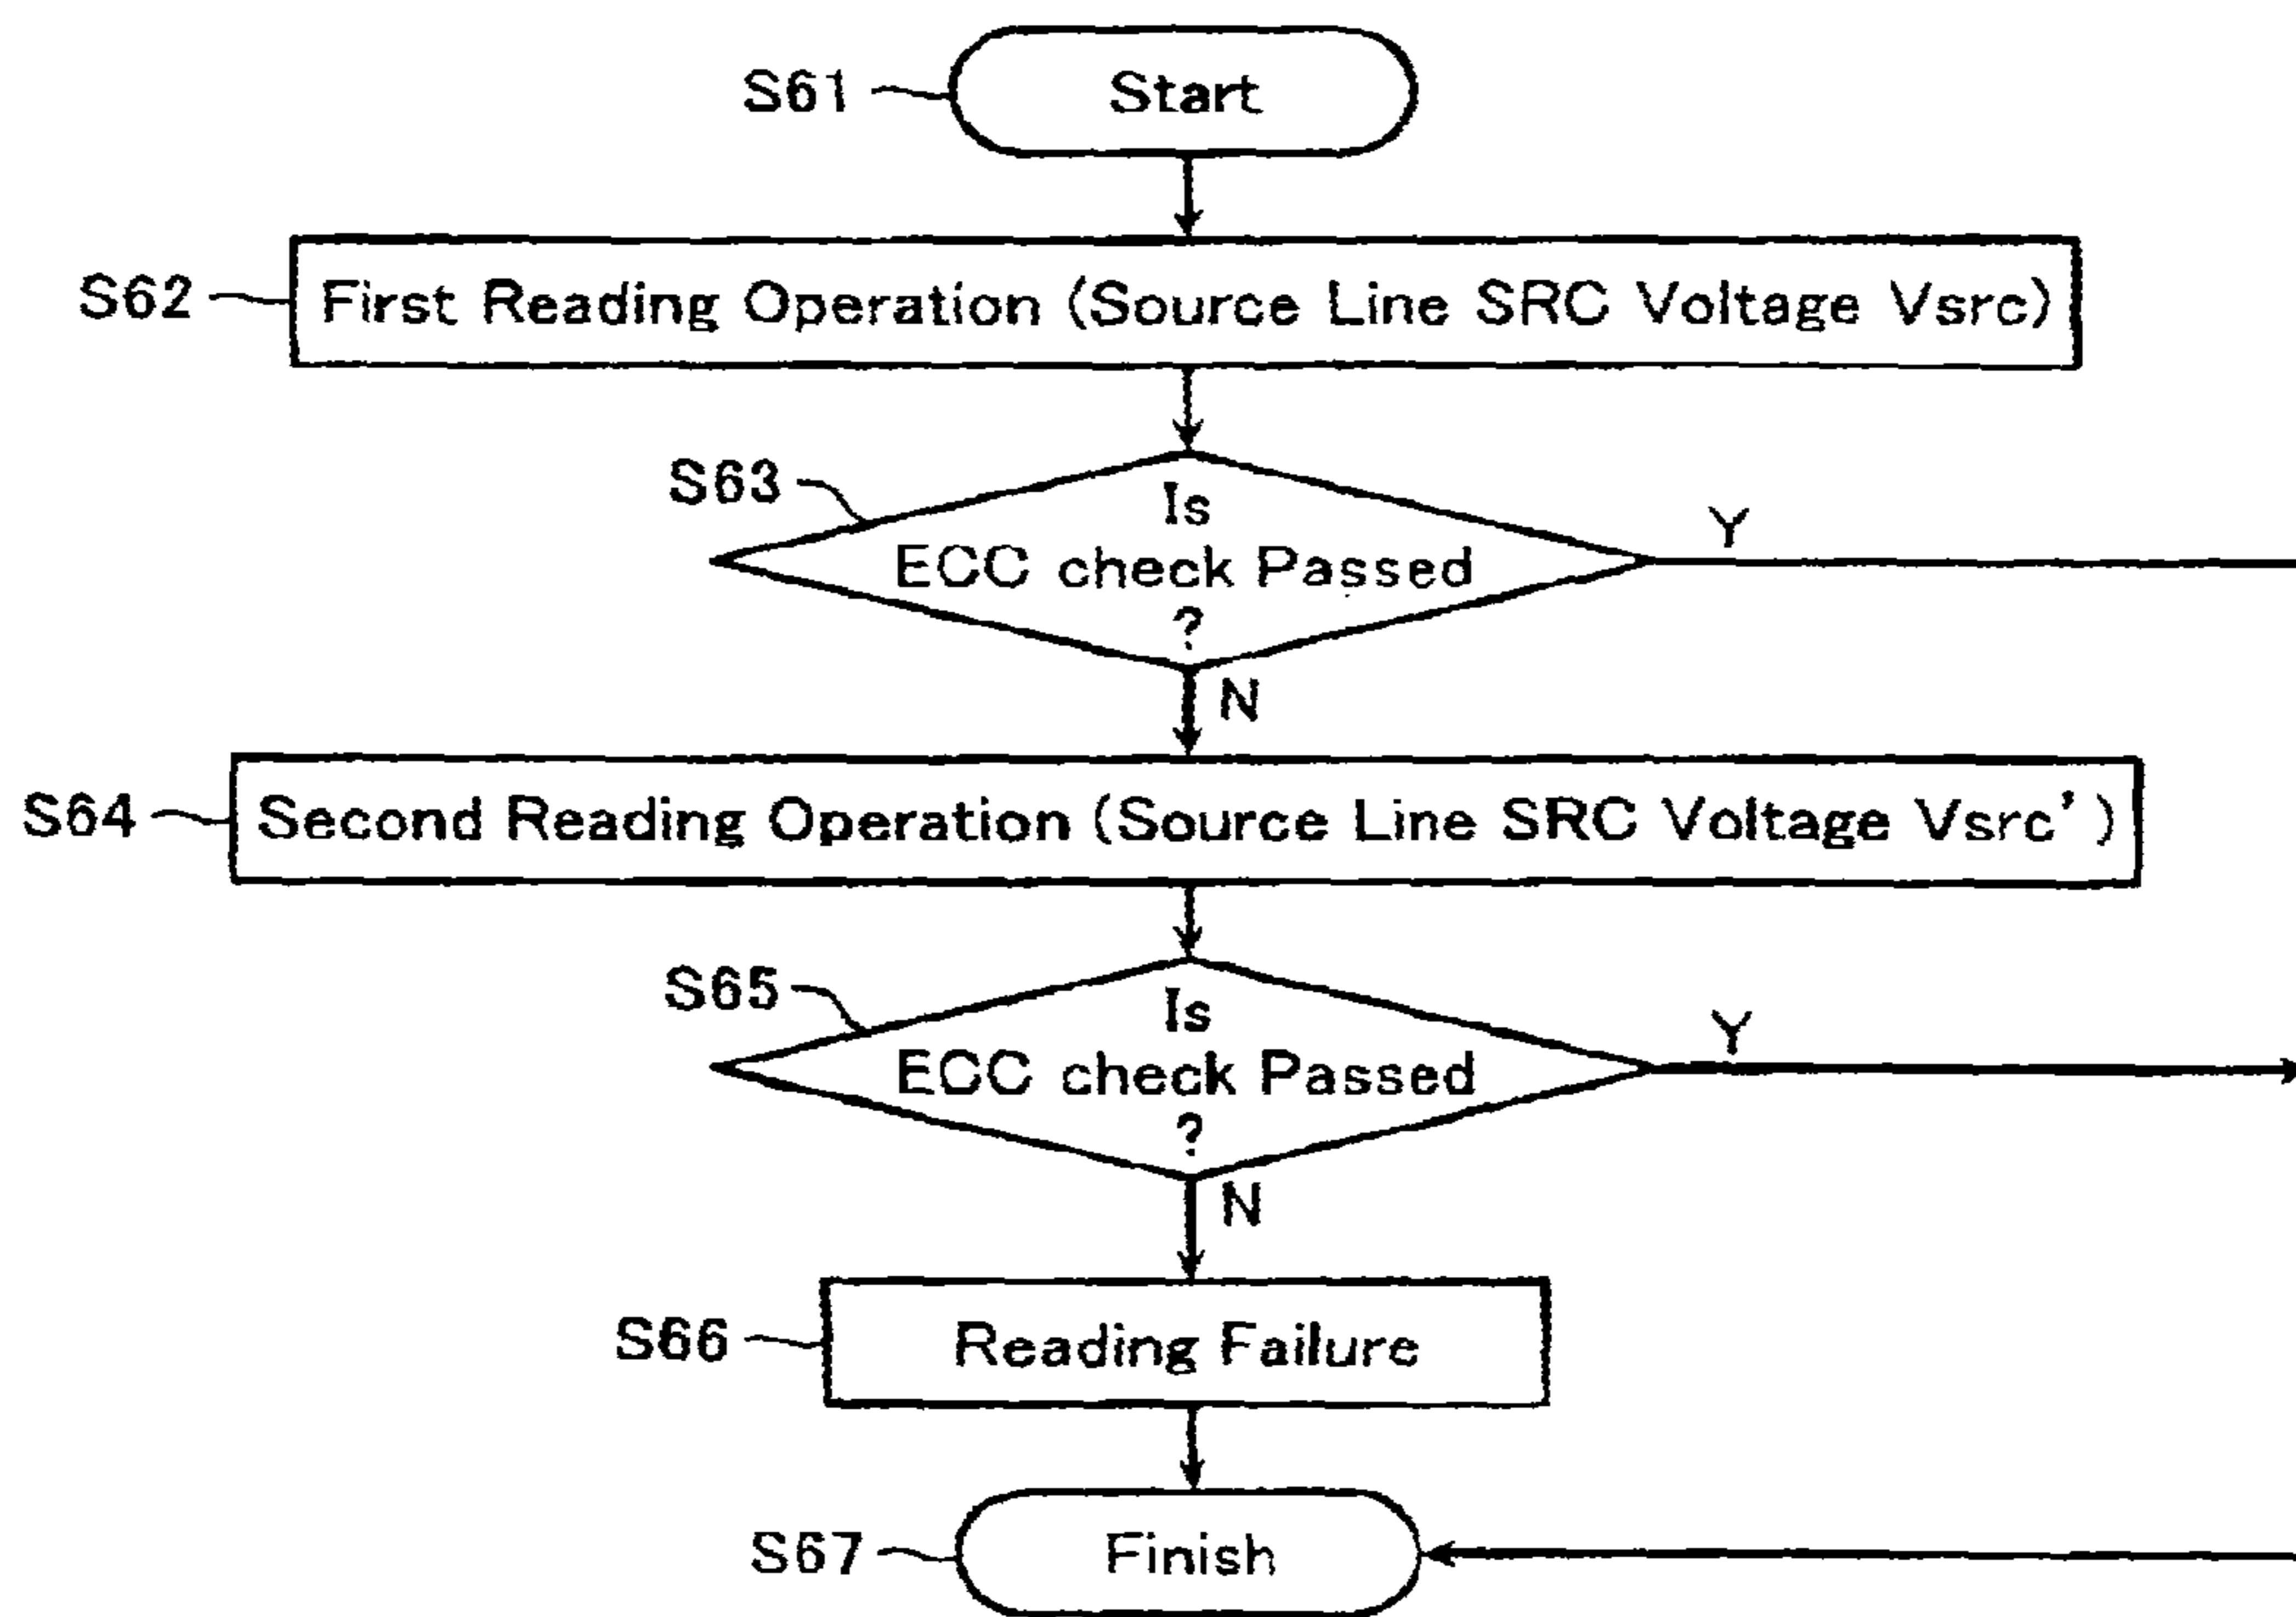 S61
Start
S62
First Reading Operation (Source Line SRC Voltage Vsrc)
S63
Is
ECC check Passed
?
Y
N
S64
Second Reading Operation (Source Line SRC Voltage Vsrc')
S65
Is
ECC check Passed
?
Y
N
S66
Reading Failure
S67
Finish